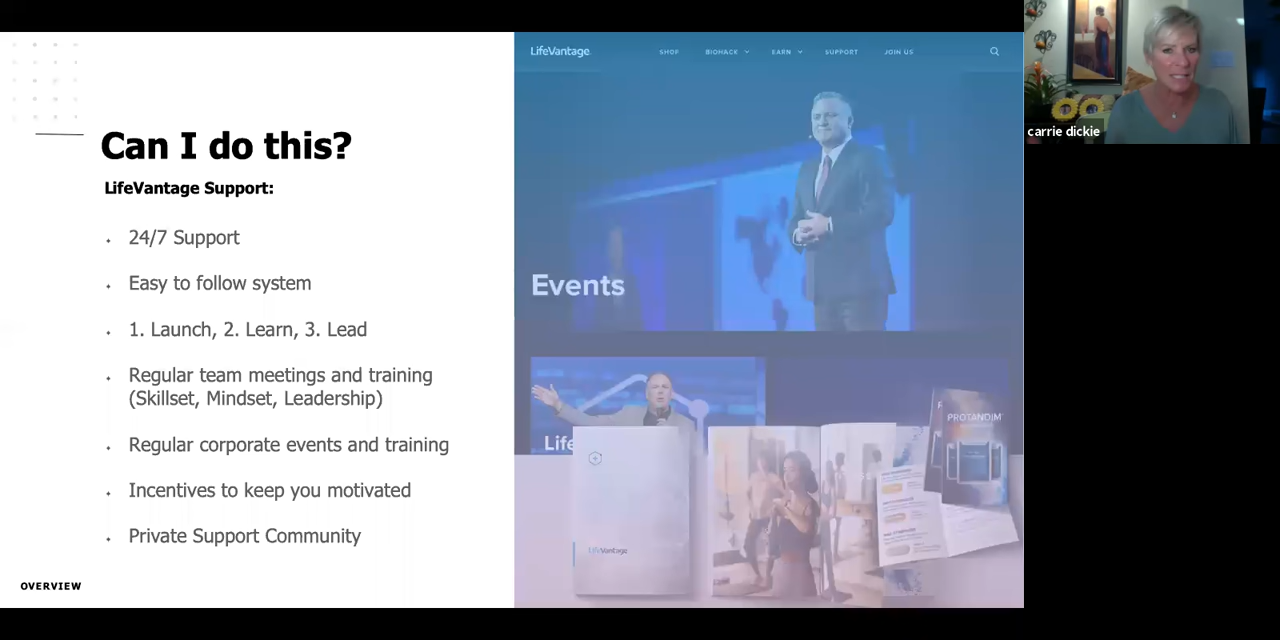 Can I do this?
LifeVantage Support:
24/7 Support
Easy to follow system
1. Launch, 2. Learn, 3. Lead
Regular team meetings and training
(Skillset, Mindset, Leadership)
Regular corporate events and training
Incentives to keep you motivated
Private Support Community
OVERVIEW
LifeVantage
SHOP
BIOHACK
EARN
SUPPORT
JOIN US
Events
Life
PROTANDIM
LifeVantage
carrie dickie